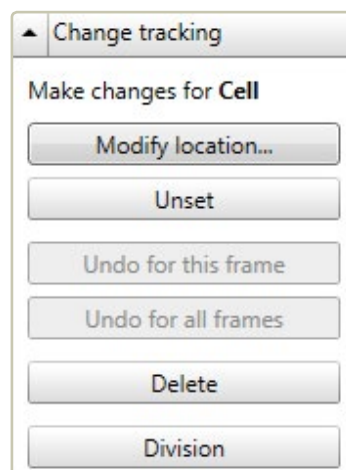 Change tracking
Make changes for Cell
Modify location...
Unset
Undo for this frame
Undo for all frames
Delete
Division